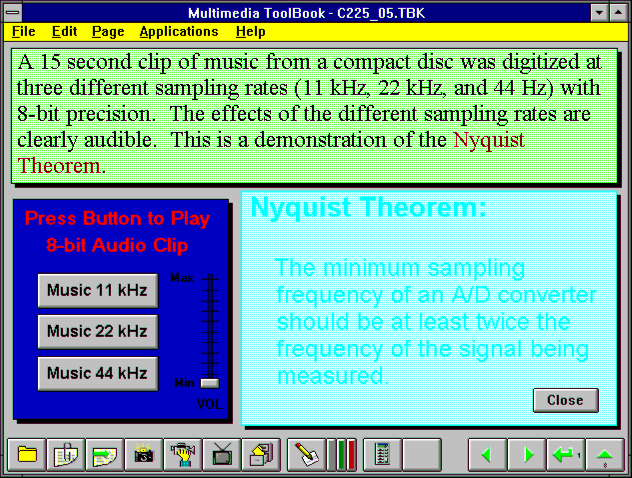 Multimedia ToolBook - C225_05.TBK
File Edit Page Applications Help
A 15 second clip of music from a compact disc was digitized at
three different sampling rates (11 kHz, 22 kHz, and 44 Hz) with
8-bit precision. The effects of the different sampling rates are
clearly audible. This is a demonstration of the Nyquist
Theorem.
Press Button to Play
8-bit Audio Clip
Music 11 kHz
Music 22 kHz
Music 44 kHz
Max
Min
VOL
Nyquist Theorem:
The minimum sampling
frequency of an A/D converter
should be at least twice the
frequency of the signal being
measured.
Close